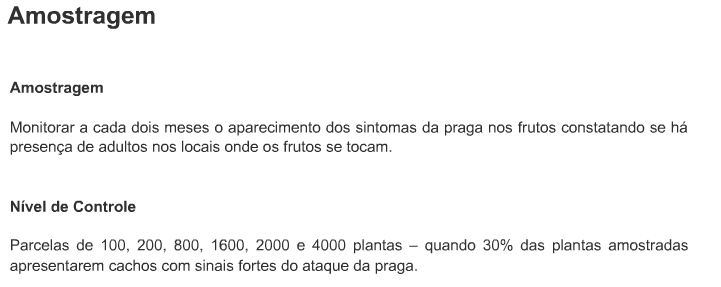 Amostragem
Amostragem
Monitorar a cada dois meses o aparecimento dos sintomas da praga nos frutos constatando se há
presença de adultos nos locais onde os frutos se tocam.
Nível de Controle
Parcelas de 100, 200, 800, 1600, 2000 e 4000 plantas – quando 30% das plantas amostradas
apresentarem cachos com sinais fortes do ataque da praga.